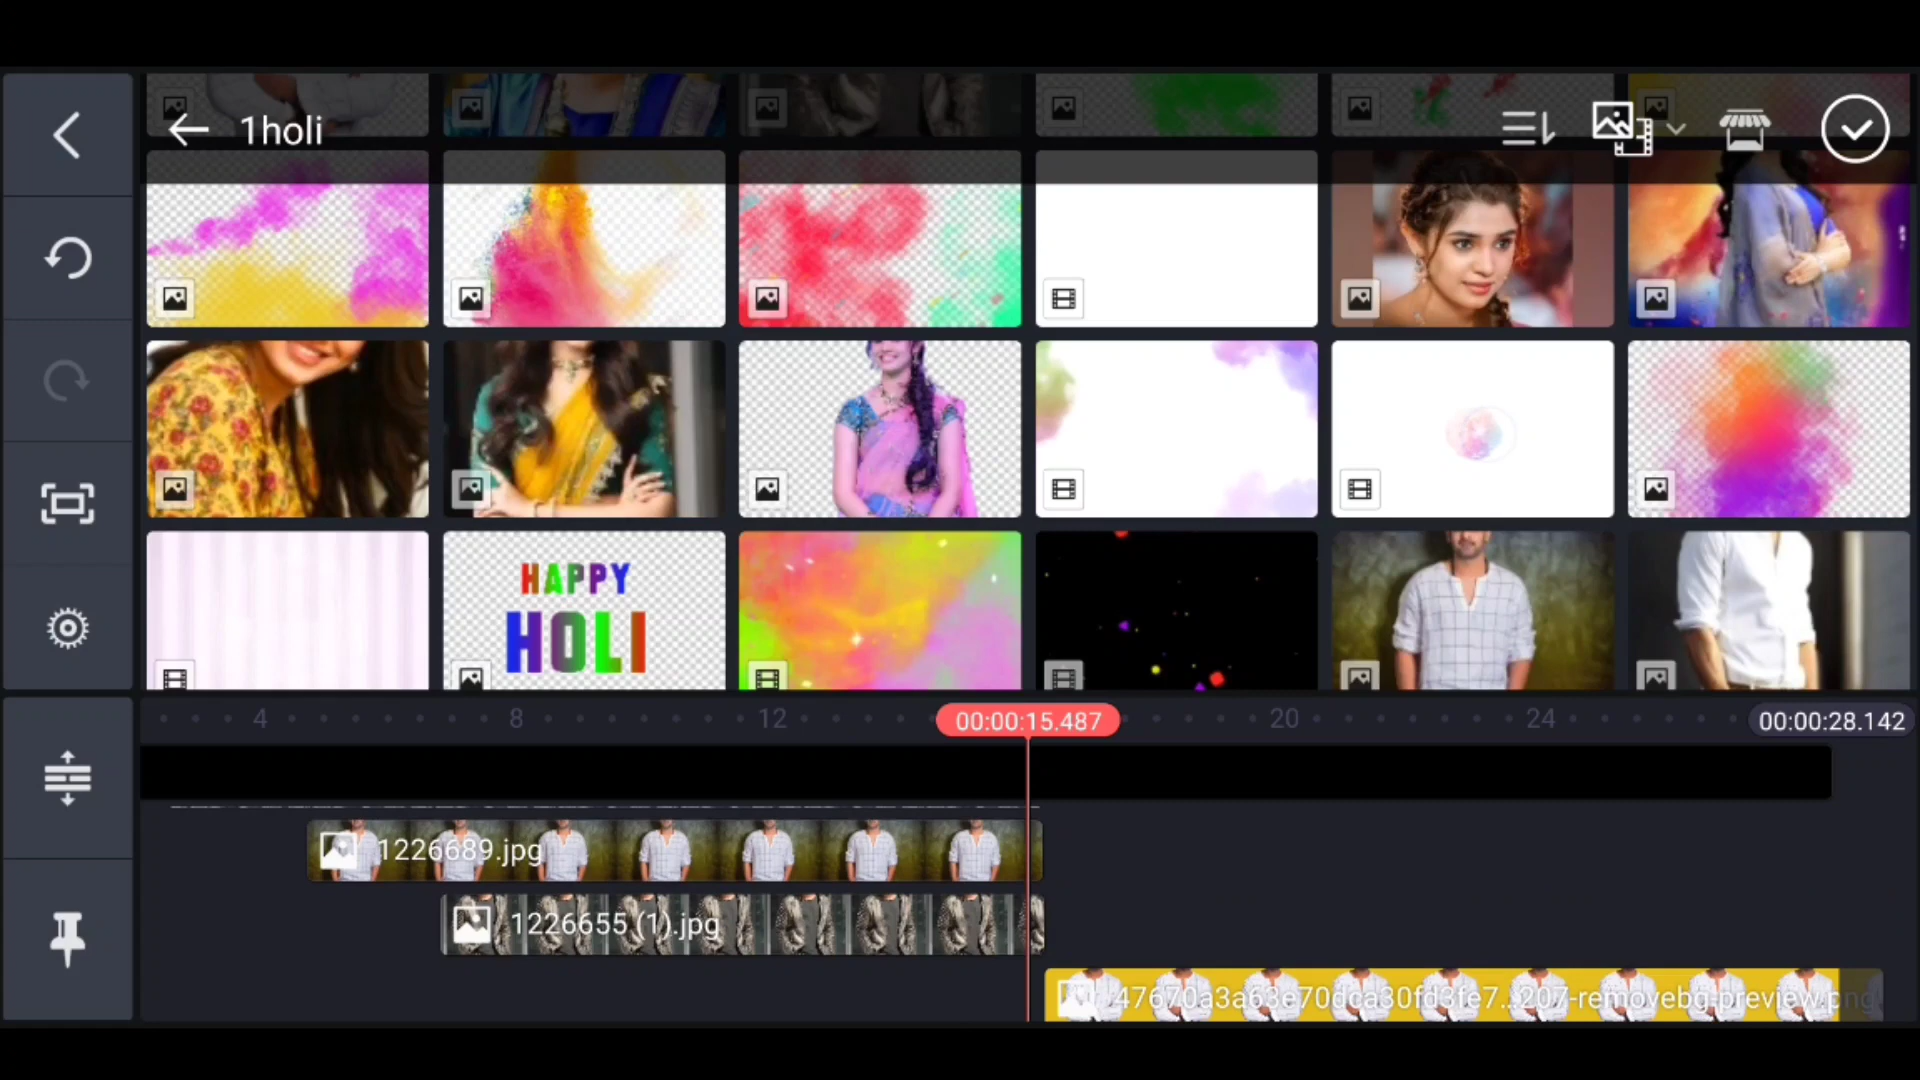 1holi
HAPPY
HOLI
4
8
12
00:00:15.487
20
24
00:00:28.142
1226689.jpg
1226655 (1).jpg
47670a3a63e70dca30fd3fe7...207-removebg-preview.png